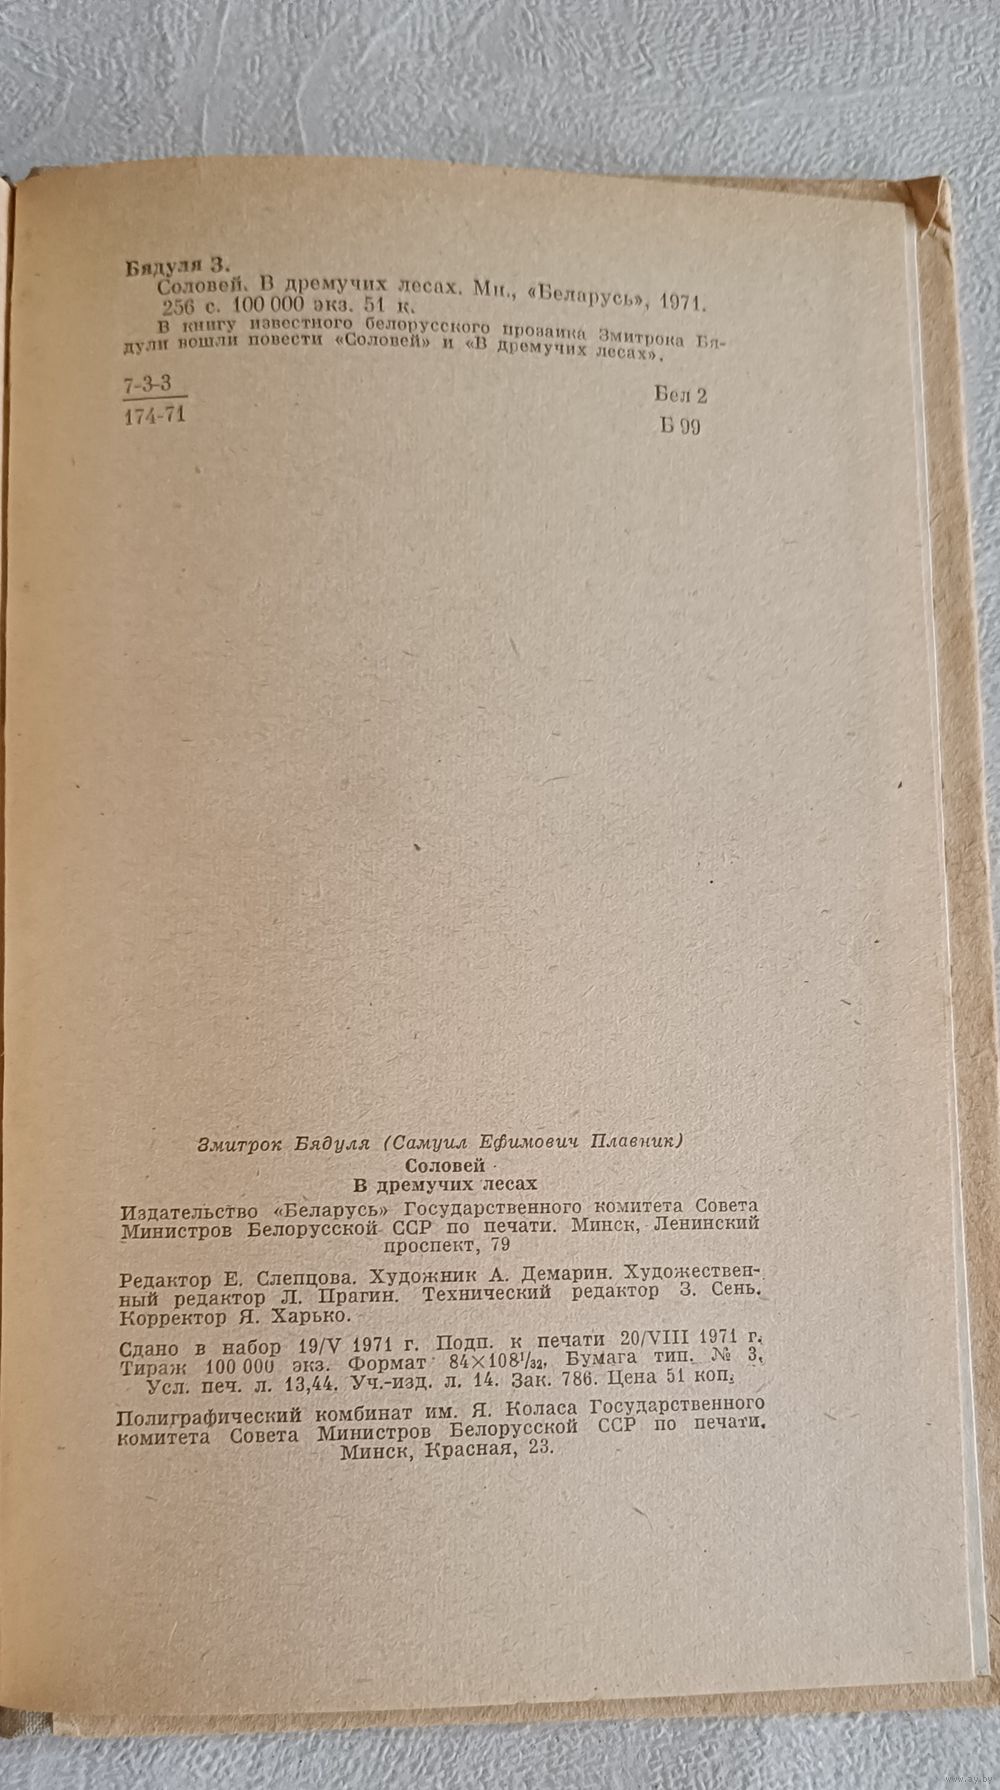 Бядуля З.
Соловей. В дремучих лесах. Мн., «Беларусь», 1971.
256 с. 100 000 экз. 51 к.
В книгу известного белорусского прозаика Змитрока Бя-
дули вошли повести «Соловей» и «В дремучих лесах».
7-3-3
174-71
Бел 2
Б 99
Змитрок Бядуля (Самуил Ефимович Плавник)
Соловей
В дремучих лесах
Издательство «Беларусь» Государственного комитета Совета
Министров Белорусской ССР по печати. Минск, Ленинский
проспект, 79
Редактор Е. Слепцова. Художник А. Демарин. Художествен-
ный редактор Л. Прагин. Технический редактор З. Сень.
Корректор Я. Харько.
Сдано в набор 19/V 1971 г. Подп. к печати 20/VIII 1971 г.
Тираж 100 000 экз. Формат 84×108¹/₃₂. Бумага тип. № 3.
Усл. печ. л. 13,44. Уч.-изд. л. 14. Зак. 786. Цена 51 коп.
Полиграфический комбинат им. Я. Коласа Государственного
комитета Совета Министров Белорусской ССР по печати.
Минск, Красная, 23.
www.ay.by